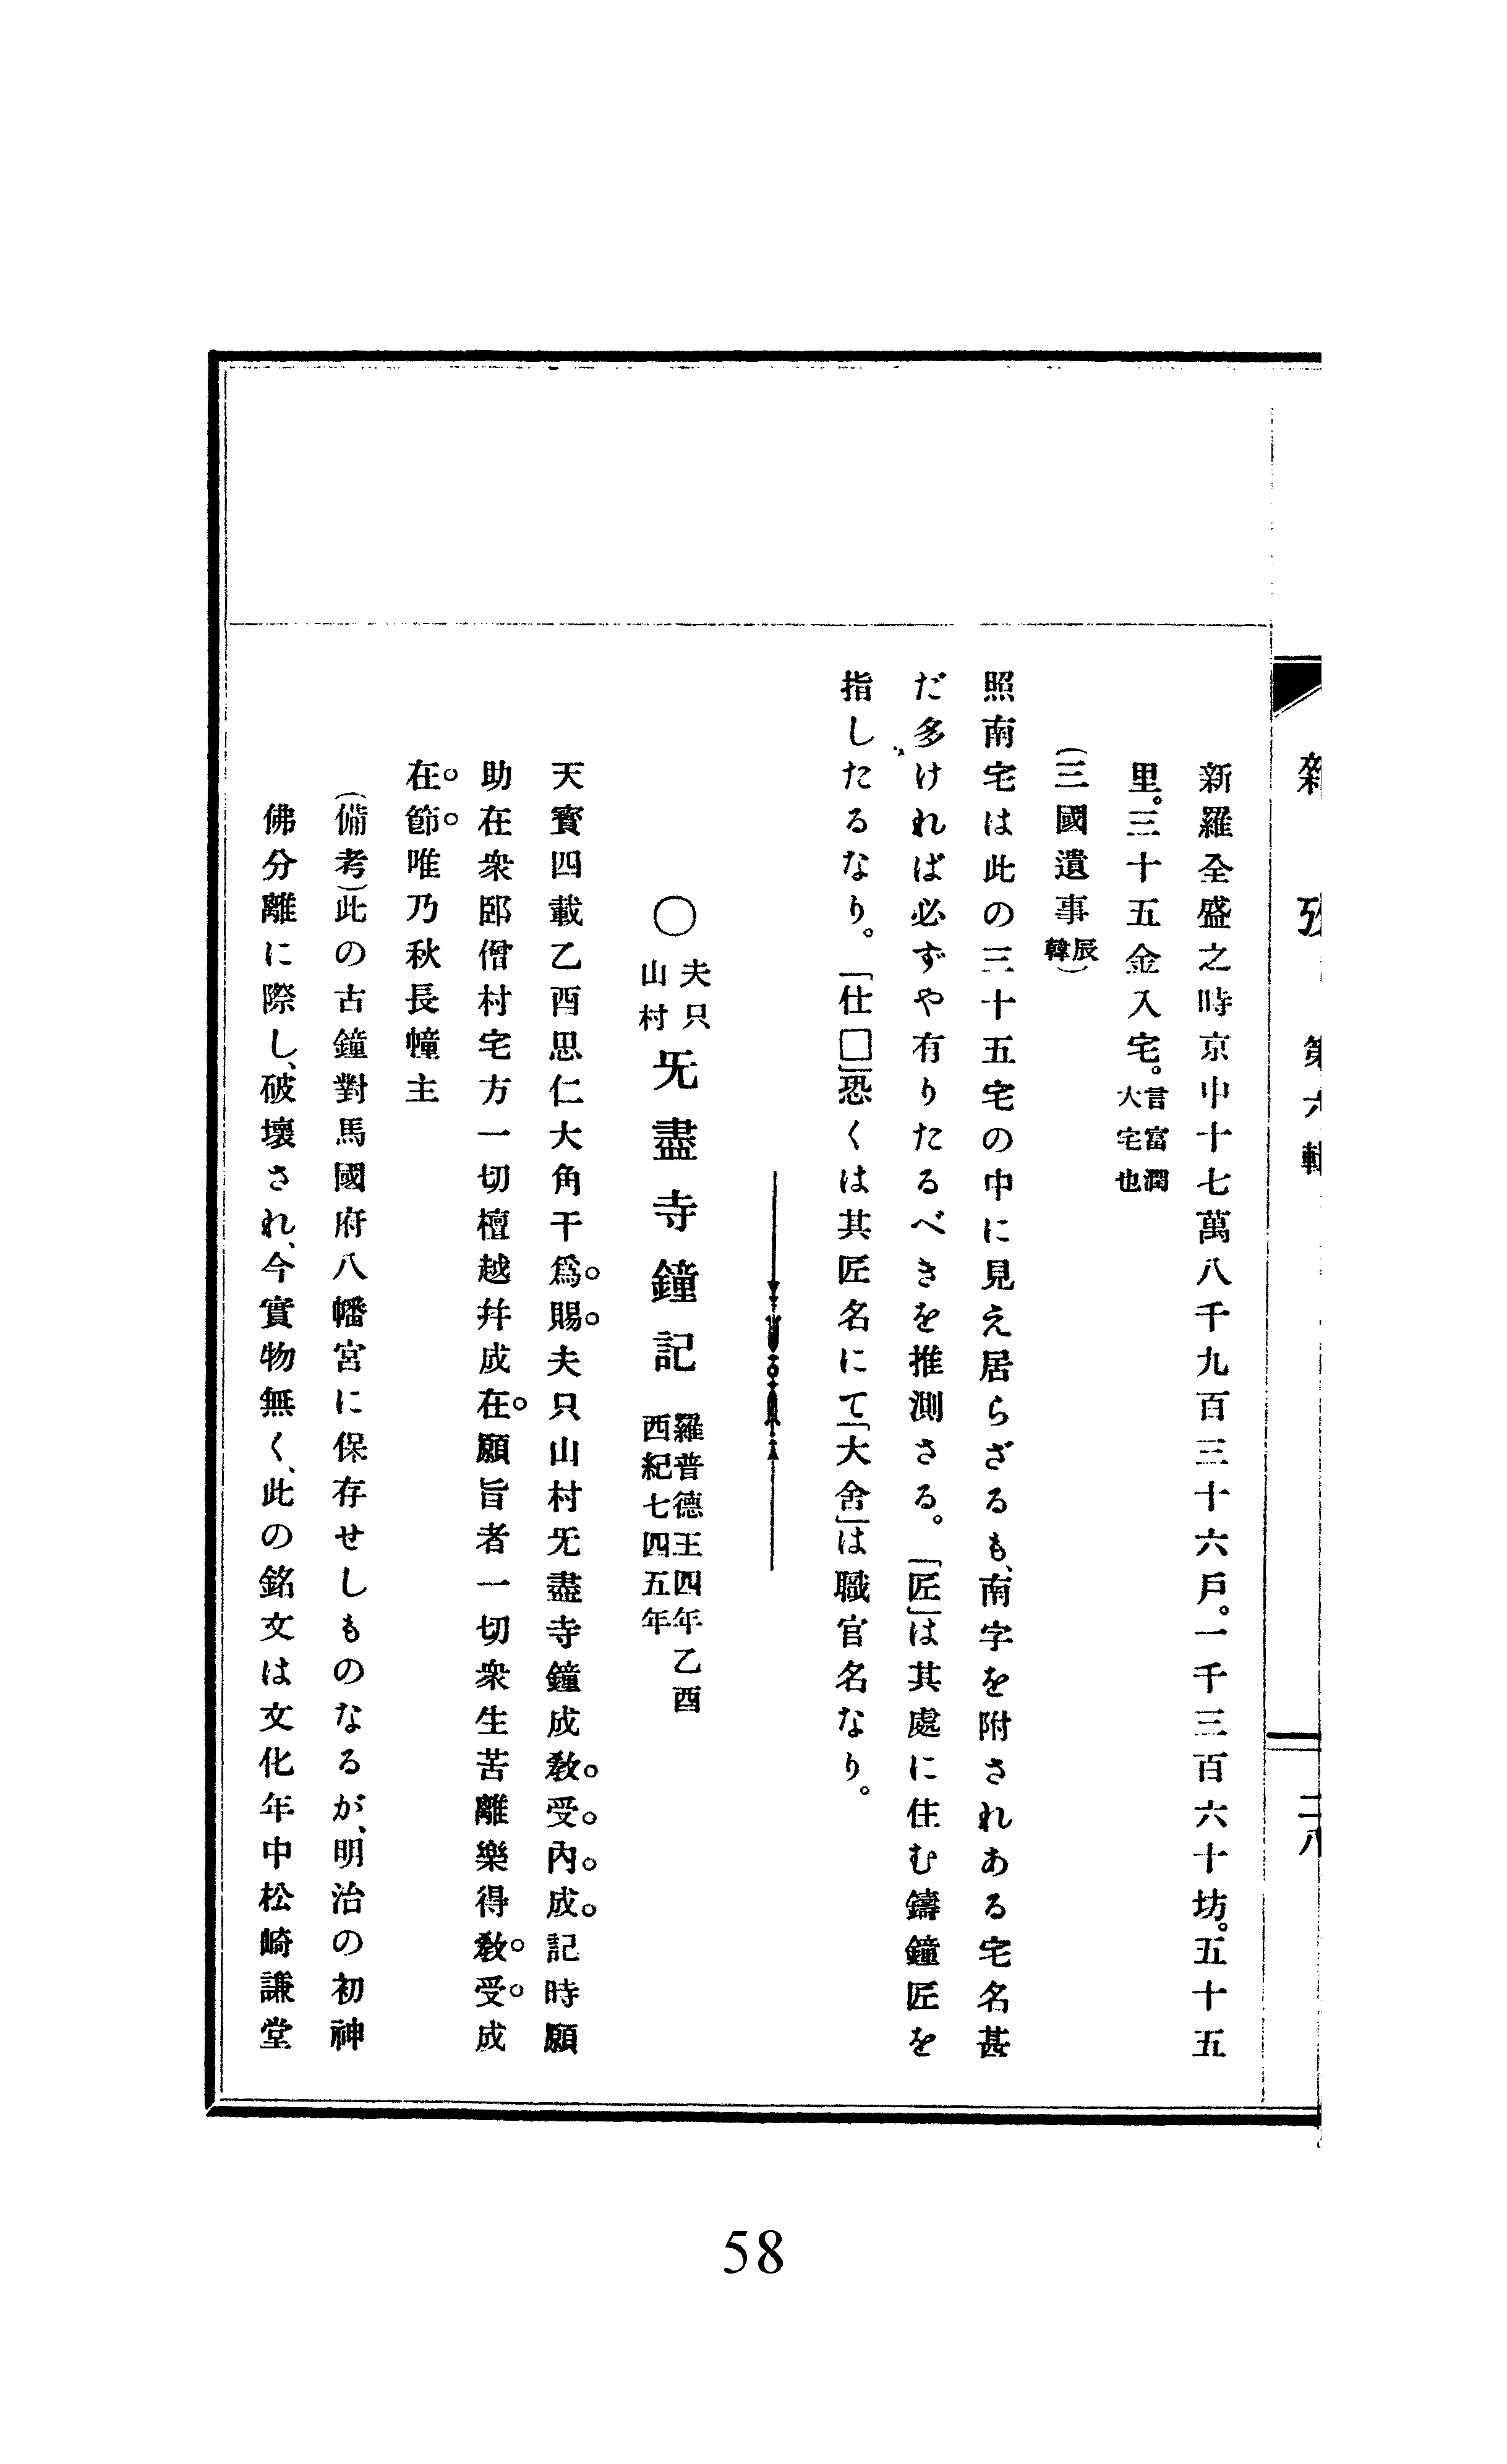 雜攷 第六輯 二八
新羅全盛之時京中十七萬八千九百三十六戶。一千三百六十坊。五十五
里。三十五金入宅。言富潤大宅也
(三國遺事辰韓)
照南宅は此の三十五宅の中に見え居らざるも、南字を附されある宅名甚
だ多ければ必ずや有りたるべきを推測さる。「匠」は其處に住む鑄鐘匠を
指したるなり。「仕□」恐くは其匠名にて「大舍」は職官名なり。
〇夫只山村旡盡寺鐘記 羅普德王四年乙酉西紀七四五年
天寶四載乙酉思仁大角干爲。賜。夫只山村旡盡寺鐘成教。受。內。成。記時願
助在衆郎僧村宅方一切檀越幷成在。願旨者一切衆生苦離樂得教。受。成
在。節。唯乃秋長幢主
(備考)此の古鐘對馬國府八幡宮に保存せしものなるが、明治の初神
佛分離に際し、破壞され、今實物無く、此の銘文は文化年中松崎謙堂
58